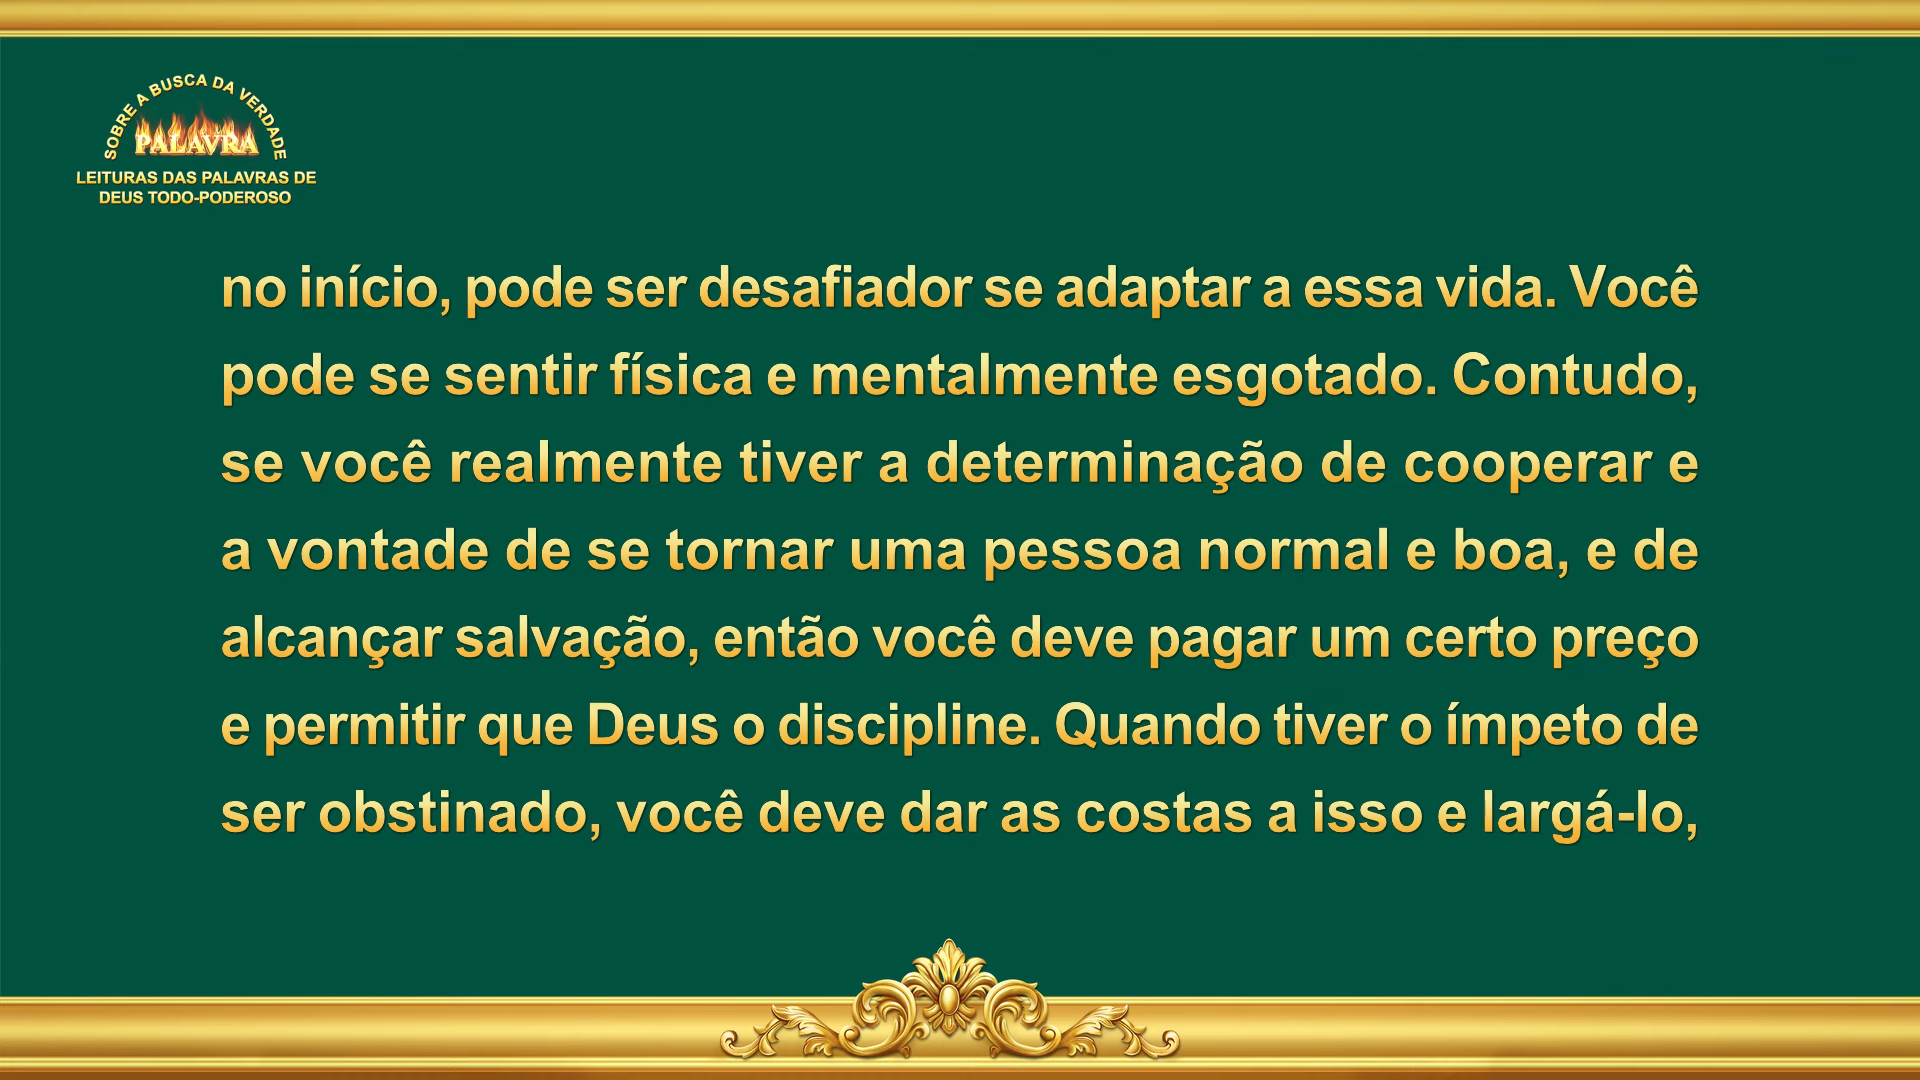 SOBRE A BUSCA DA VERDADE
PALAVRA
LEITURAS DAS PALAVRAS DE
DEUS TODO-PODEROSO
no início, pode ser desafiador se adaptar a essa vida. Você
pode se sentir física e mentalmente esgotado. Contudo,
se você realmente tiver a determinação de cooperar e
a vontade de se tornar uma pessoa normal e boa, e de
alcançar salvação, então você deve pagar um certo preço
e permitir que Deus o discipline. Quando tiver o ímpeto de
ser obstinado, você deve dar as costas a isso e largá-lo,